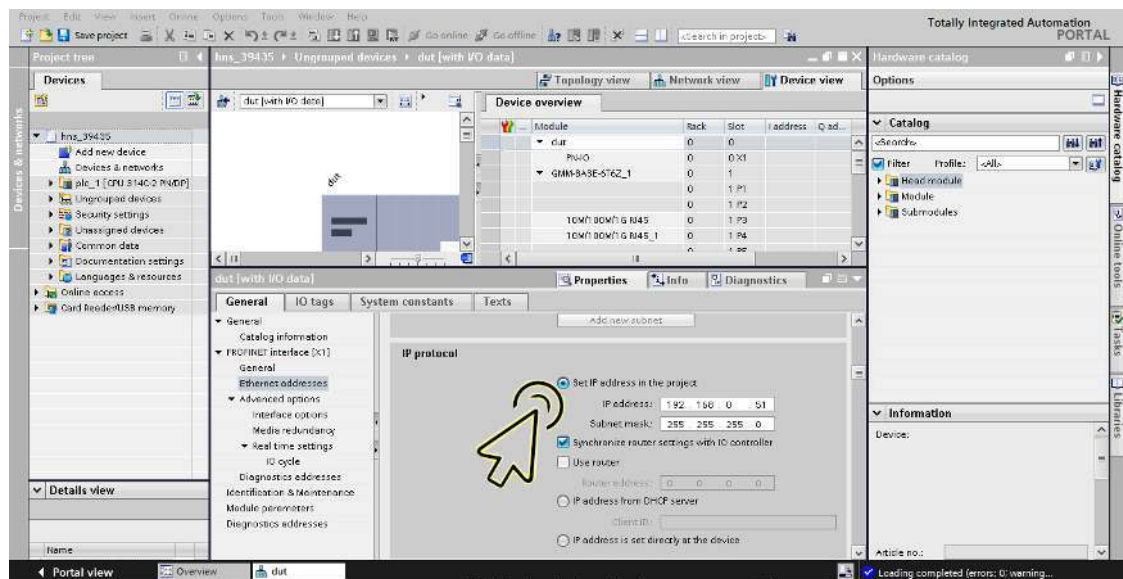 Project Edit View Insert Online Options Tools Window Help
Totally Integrated Automation
PORTAL
Save project
Go online
Go offline
<Search in project>
Project tree
hns_39435 ▸ Ungrouped devices ▸ dut [with I/O data]
Hardware catalog
Devices
Topology view
Network view
Device view
Options
dut [with I/O data]
Device overview
Module Rack Slot I address Q ad...
dut 0 0
PN-IO 0 0 X1
GMM-BASE-6T6Z_1 0 1
0 1 P1
0 1 P2
10M/100M/1G RJ45 0 1 P3
10M/100M/1G RJ45_1 0 1 P4
dut
hns_39435
Add new device
Devices & networks
plc_1 [CPU 314C-2 PN/DP]
Ungrouped devices
Security settings
Unassigned devices
Common data
Documentation settings
Languages & resources
Online access
Card Reader/USB memory
Catalog
<Search>
Filter Profile: <All>
Head module
Module
Submodules
dut [with I/O data]
Properties
Info
Diagnostics
General
IO tags
System constants
Texts
General
Catalog information
PROFINET interface [X1]
General
Ethernet addresses
Advanced options
Interface options
Media redundancy
Real time settings
IO cycle
Diagnostics addresses
Identification & Maintenance
Module parameters
Diagnostics addresses
Add new subnet
IP protocol
Set IP address in the project
IP address: 192 . 168 . 0 . 51
Subnet mask: 255 . 255 . 255 . 0
Synchronize router settings with IO controller
Use router
Router address: 0 . 0 . 0 . 0
IP address from DHCP server
Client ID:
IP address is set directly at the device
Information
Device:
Article no.:
Details view
Name
Devices & networks
Hardware catalog
Online tools
Tasks
Libraries
Portal view
Overview
dut
Loading completed (errors: 0; warning...